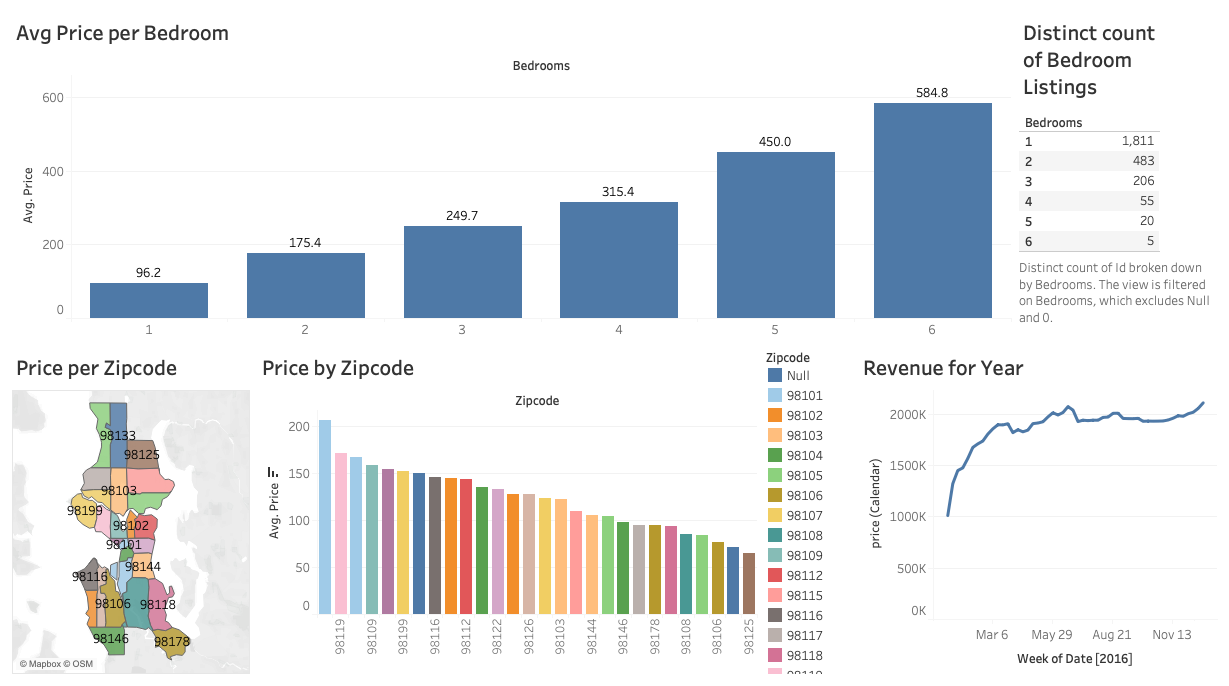 Avg Price per Bedroom
Bedrooms
Avg. Price
600
400
200
0
96.2
175.4
249.7
315.4
450.0
584.8
1
2
3
4
5
6
Distinct count
of Bedroom
Listings
Bedrooms
1 1,811
2 483
3 206
4 55
5 20
6 5
Distinct count of Id broken down
by Bedrooms. The view is filtered
on Bedrooms, which excludes Null
and 0.
Price per Zipcode
98133
98125
98103
98199
98102
98101
98144
98116
98106
98118
98146
98178
© Mapbox © OSM
Price by Zipcode
Zipcode
Avg. Price
200
150
100
50
0
98119
98109
98199
98116
98112
98122
98126
98103
98144
98146
98178
98108
98106
98125
Zipcode
Null
98101
98102
98103
98104
98105
98106
98107
98108
98109
98112
98115
98116
98117
98118
Revenue for Year
price (Calendar)
2000K
1500K
1000K
500K
0K
Mar 6
May 29
Aug 21
Nov 13
Week of Date [2016]